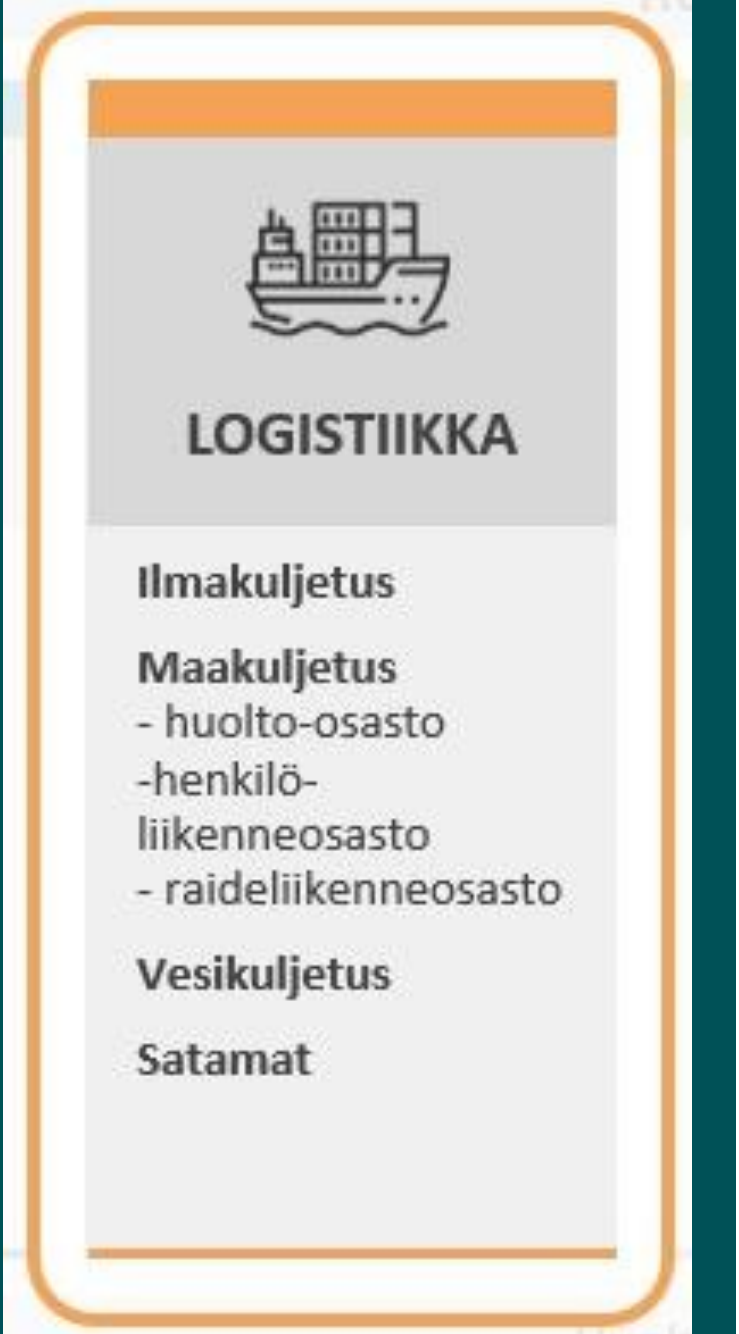 LOGISTIIKKA
Ilmakuljetus
Maakuljetus
- huolto-osasto
-henkilö-
liikenneosasto
- raideliikenneosasto
Vesikuljetus
Satamat